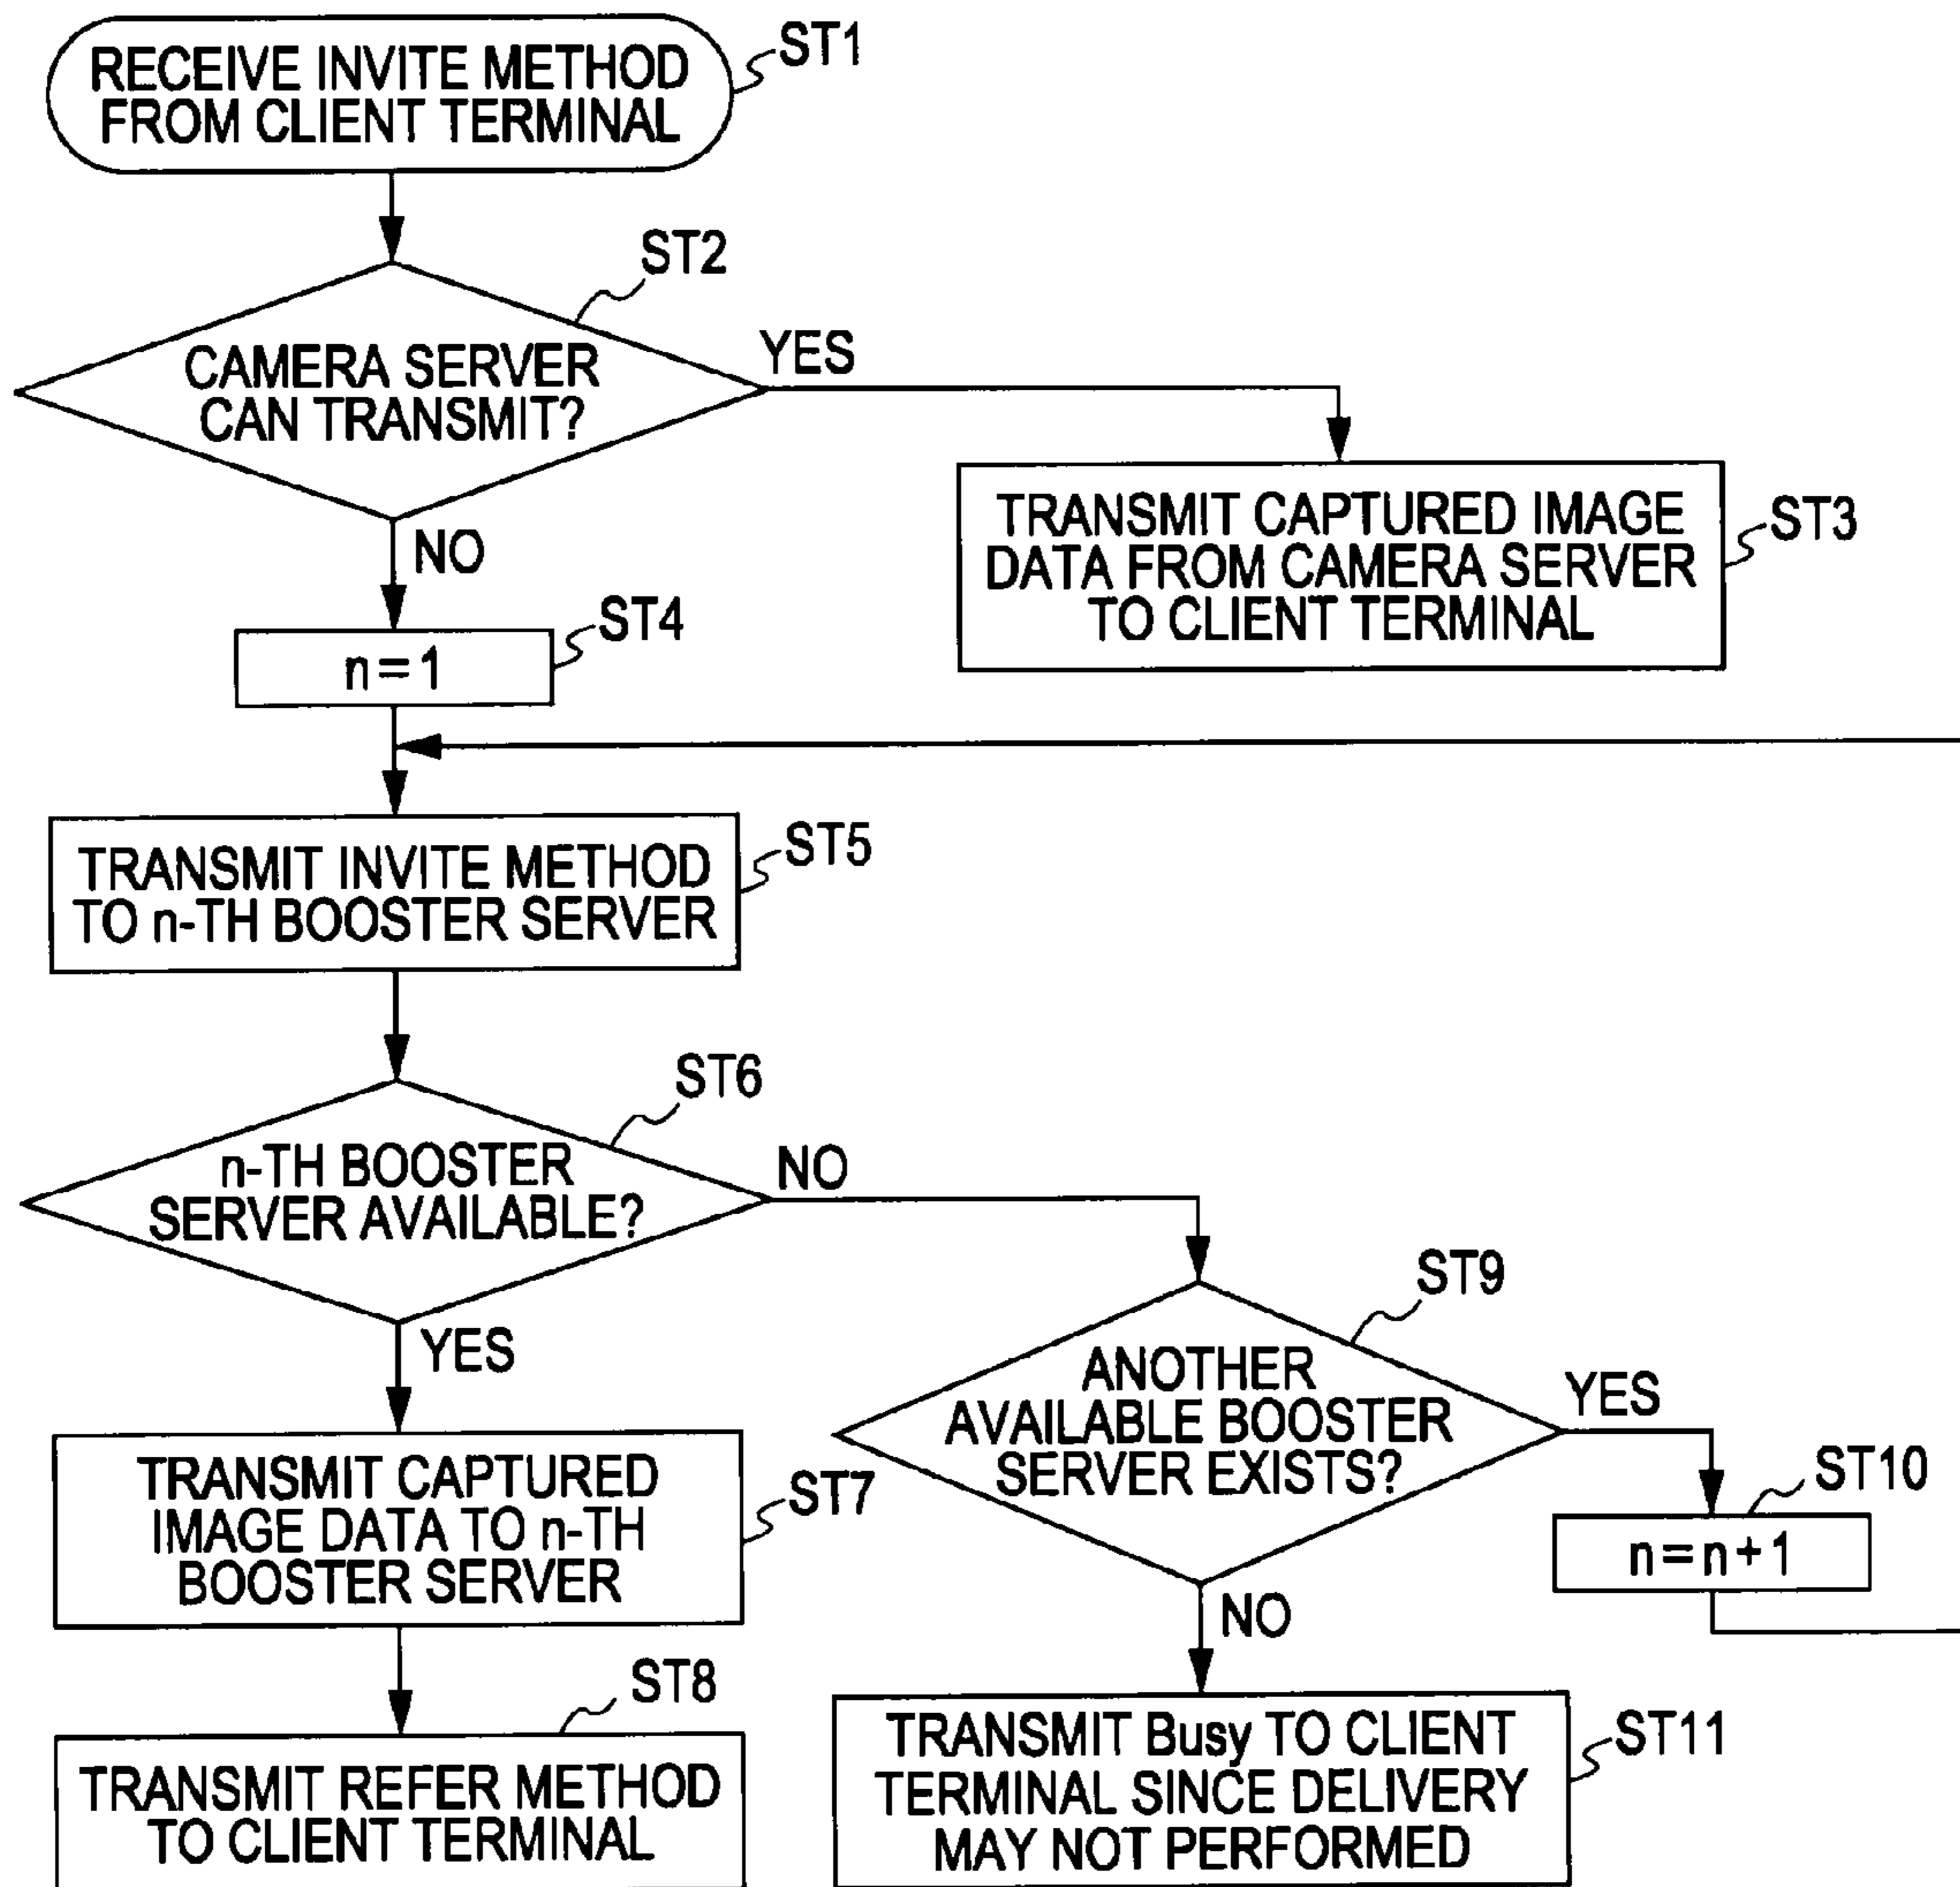 RECEIVE INVITE METHOD
FROM CLIENT TERMINAL
ST1
ST2
CAMERA SERVER
CAN TRANSMIT?
YES
NO
TRANSMIT CAPTURED IMAGE
DATA FROM CAMERA SERVER
TO CLIENT TERMINAL
ST3
ST4
n=1
TRANSMIT INVITE METHOD
TO n-TH BOOSTER SERVER
ST5
ST6
n-TH BOOSTER
SERVER AVAILABLE?
NO
YES
TRANSMIT CAPTURED
IMAGE DATA TO n-TH
BOOSTER SERVER
ST7
ST8
TRANSMIT REFER METHOD
TO CLIENT TERMINAL
ST9
ANOTHER
AVAILABLE BOOSTER
SERVER EXISTS?
YES
ST10
n=n+1
NO
TRANSMIT Busy TO CLIENT
TERMINAL SINCE DELIVERY
MAY NOT PERFORMED
ST11